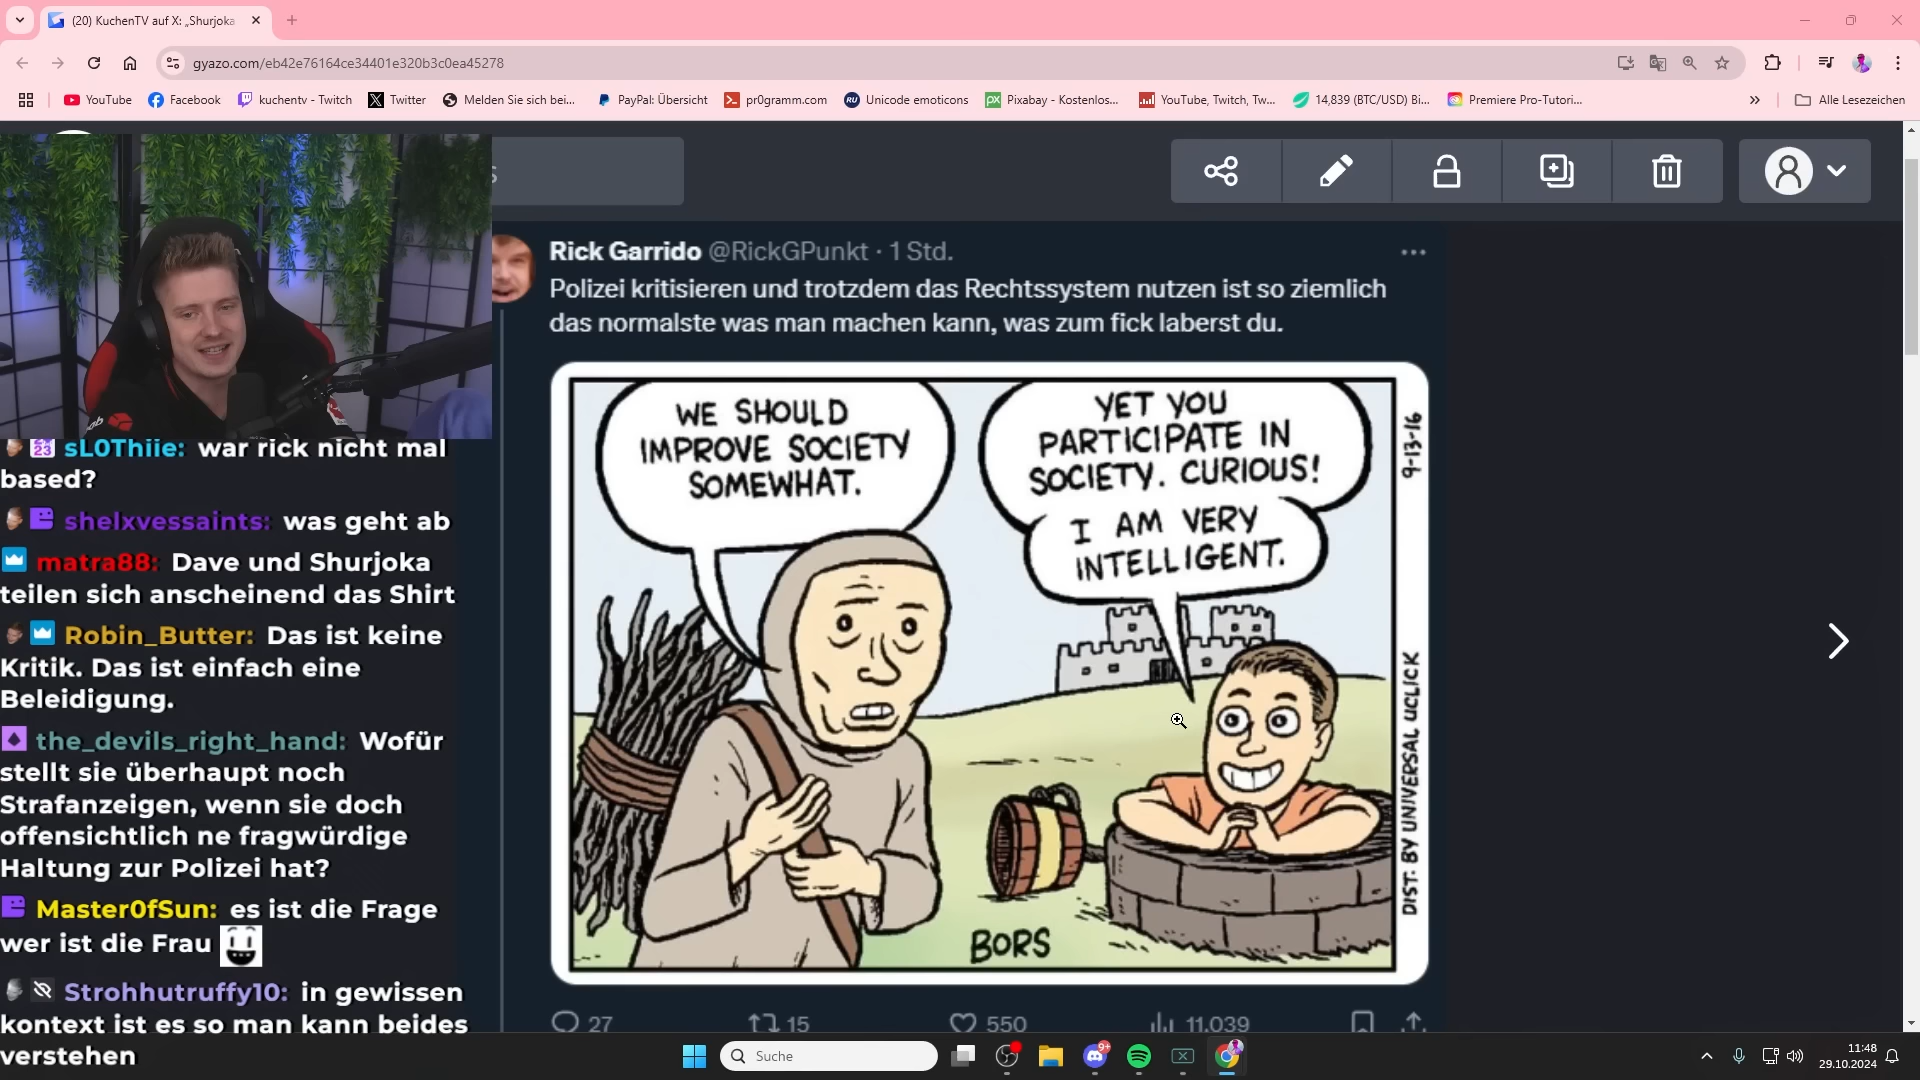 (20) KuchenTV auf X: „Shurjoka
gyazo.com/eb42e76164ce34401e320b3c0ea45278
YouTube
Facebook
kuchentv - Twitch
Twitter
Melden Sie sich bei...
PayPal: Übersicht
pr0gramm.com
Unicode emoticons
Pixabay - Kostenlos...
YouTube, Twitch, Tw...
14,839 (BTC/USD) Bi...
Premiere Pro-Tutori...
Alle Lesezeichen
Rick Garrido @RickGPunkt · 1 Std.
Polizei kritisieren und trotzdem das Rechtssystem nutzen ist so ziemlich
das normalste was man machen kann, was zum fick laberst du.
WE SHOULD
IMPROVE SOCIETY
SOMEWHAT.
YET YOU
PARTICIPATE IN
SOCIETY. CURIOUS!
I AM VERY
INTELLIGENT.
9-13-16
DIST. BY UNIVERSAL UCLICK
BORS
27
15
550
11.039
sL0Thiie: war rick nicht mal
based?
shelxvessaints: was geht ab
matra88: Dave und Shurjoka
teilen sich anscheinend das Shirt
Robin_Butter: Das ist keine
Kritik. Das ist einfach eine
Beleidigung.
the_devils_right_hand: Wofür
stellt sie überhaupt noch
Strafanzeigen, wenn sie doch
offensichtlich ne fragwürdige
Haltung zur Polizei hat?
Master0fSun: es ist die Frage
wer ist die Frau
Strohhutruffy10: in gewissen
kontext ist es so man kann beides
verstehen
Suche
9+
11:48
29.10.2024